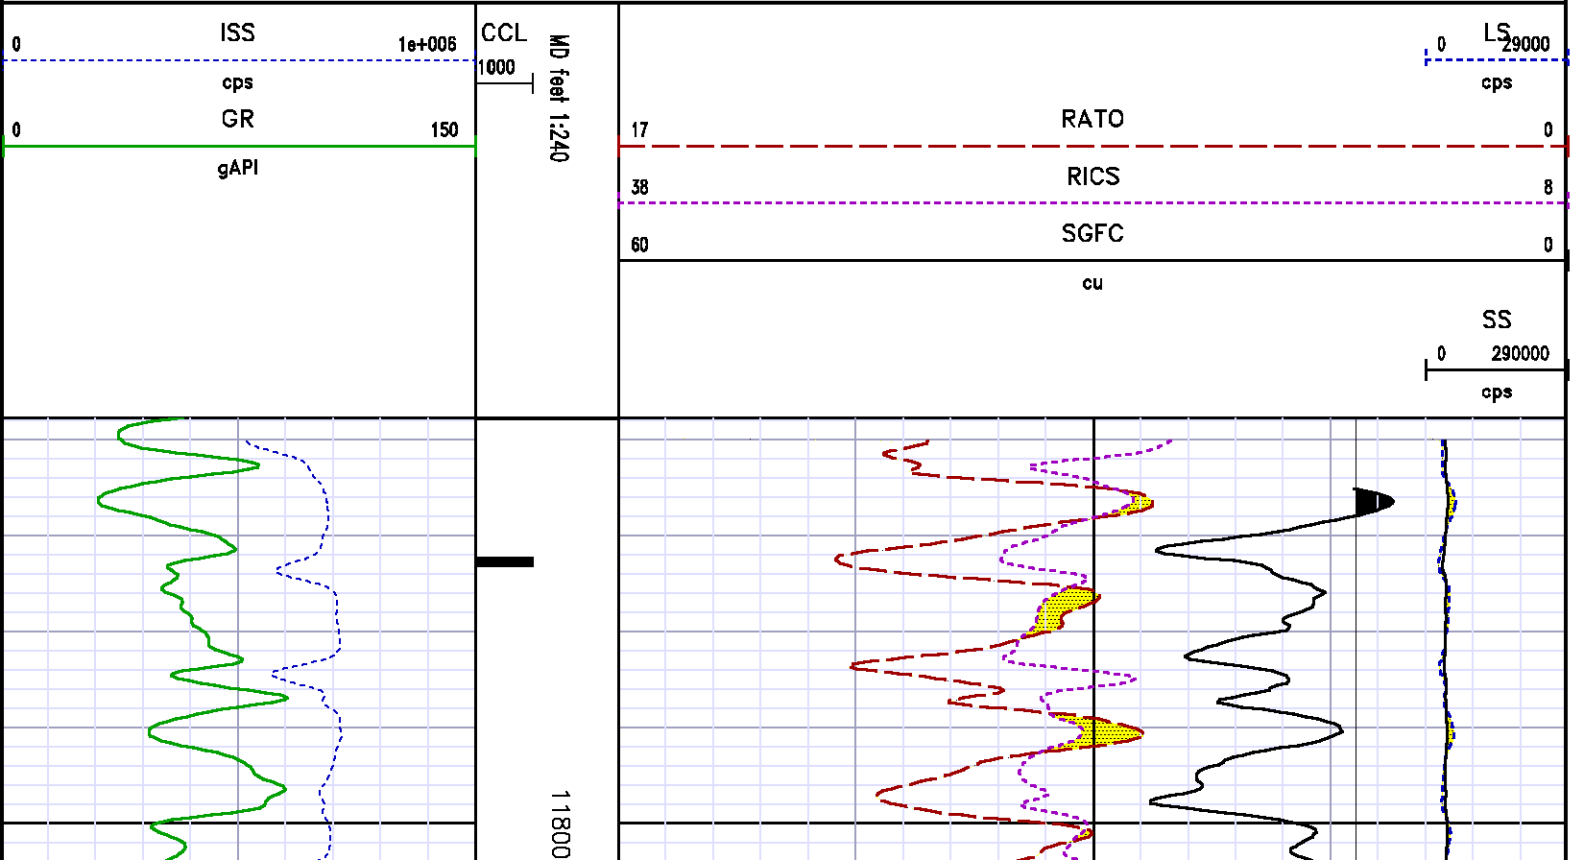 ISS
0 1e+006
cps
GR
0 150
gAPI
CCL
1000
MD feet 1:240
LS
0 29000
cps
RATO
17 0
RICS
38 8
SGFC
60 0
cu
SS
0 290000
cps
11800